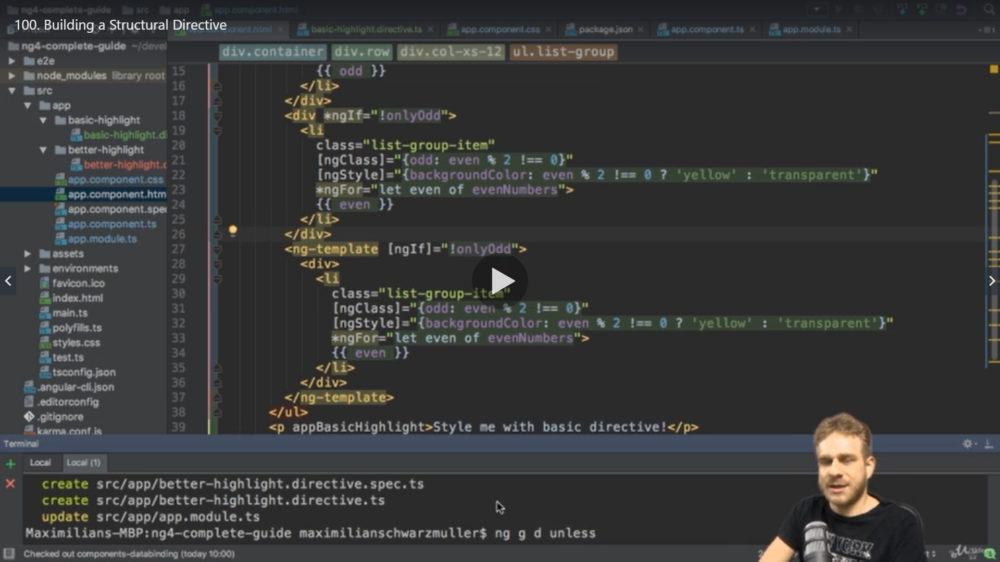 ng4-complete-guide src app app.component.html
100. Building a Structural Directive
basic-highlight.directive.ts app.component.css package.json app.component.ts app.module.ts
ng4-complete-guide ~/devel
e2e
node_modules library root
src
app
basic-highlight
basic-highlight.di
better-highlight
better-highlight.c
app.component.css
app.component.htm
app.component.spec
app.component.ts
app.module.ts
assets
environments
favicon.ico
index.html
main.ts
polyfills.ts
styles.css
test.ts
tsconfig.json
.angular-cli.json
.editorconfig
.gitignore
karma.conf.js
div.container div.row div.col-xs-12 ul.list-group
15 {{ odd }}
16 </li>
17 </div>
18 <div *ngIf="!onlyOdd">
19 <li
20 class="list-group-item"
21 [ngClass]="{odd: even % 2 !== 0}"
22 [ngStyle]="{backgroundColor: even % 2 !== 0 ? 'yellow' : 'transparent'}"
23 *ngFor="let even of evenNumbers">
24 {{ even }}
25 </li>
26 </div>
27 <ng-template [ngIf]="!onlyOdd">
28 <div>
29 <li
30 class="list-group-item"
31 [ngClass]="{odd: even % 2 !== 0}"
32 [ngStyle]="{backgroundColor: even % 2 !== 0 ? 'yellow' : 'transparent'}"
33 *ngFor="let even of evenNumbers">
34 {{ even }}
35 </li>
36 </div>
37 </ng-template>
38 </ul>
39 <p appBasicHighlight>Style me with basic directive!</p>
Terminal
Local Local (1)
create src/app/better-highlight.directive.spec.ts
create src/app/better-highlight.directive.ts
update src/app/app.module.ts
Maximilians-MBP:ng4-complete-guide maximilianschwarzmuller$ ng g d unless
Checked out components-databinding (today 10:00)
YORK